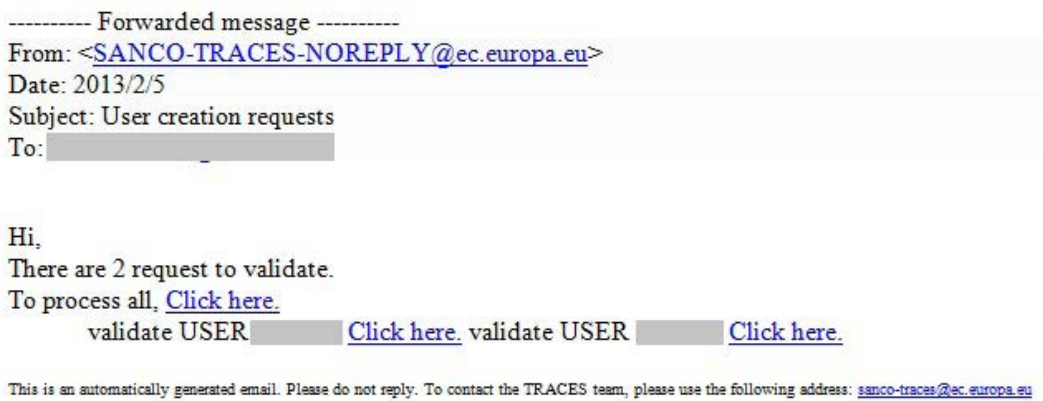 ---------- Forwarded message ----------
From: <SANCO-TRACES-NOREPLY@ec.europa.eu>
Date: 2013/2/5
Subject: User creation requests
To:
Hi,
There are 2 request to validate.
To process all, Click here.
validate USER Click here. validate USER Click here.
This is an automatically generated email. Please do not reply. To contact the TRACES team, please use the following address: sanco-traces@ec.europa.eu